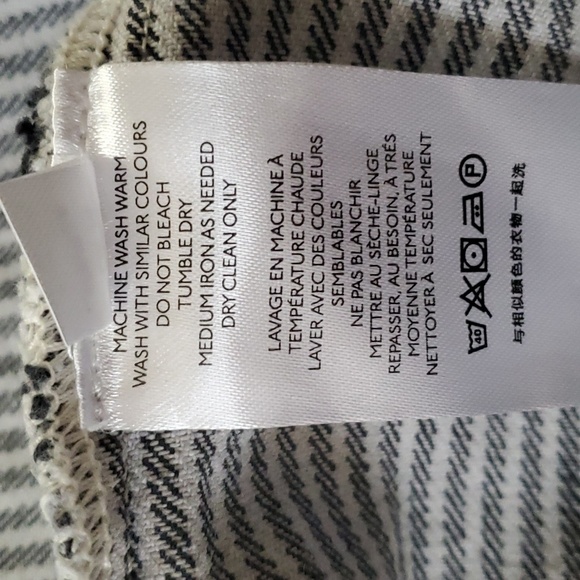 MACHINE WASH WARM
WASH WITH SIMILAR COLOURS
DO NOT BLEACH
TUMBLE DRY
MEDIUM IRON AS NEEDED
DRY CLEAN ONLY
LAVAGE EN MACHINE À
TEMPÉRATURE CHAUDE
LAVER AVEC DES COULEURS
SEMBLABLES
NE PAS BLANCHIR
METTRE AU SÈCHE-LINGE
REPASSER, AU BESOIN, À TRÉS
MOYENNE TEMPÉRATURE
NETTOYER À SEC SEULEMENT
40 P
与相似颜色的衣物一起洗